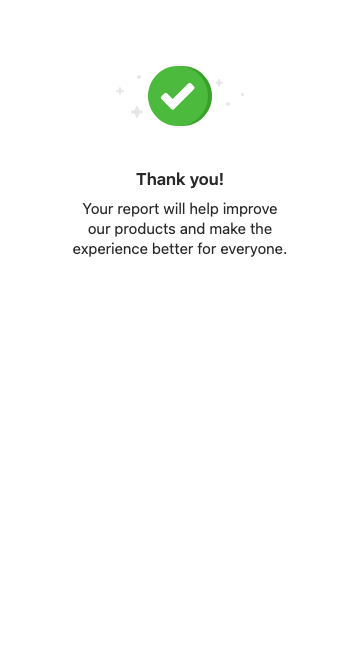 Thank you!
Your report will help improve
our products and make the
experience better for everyone.